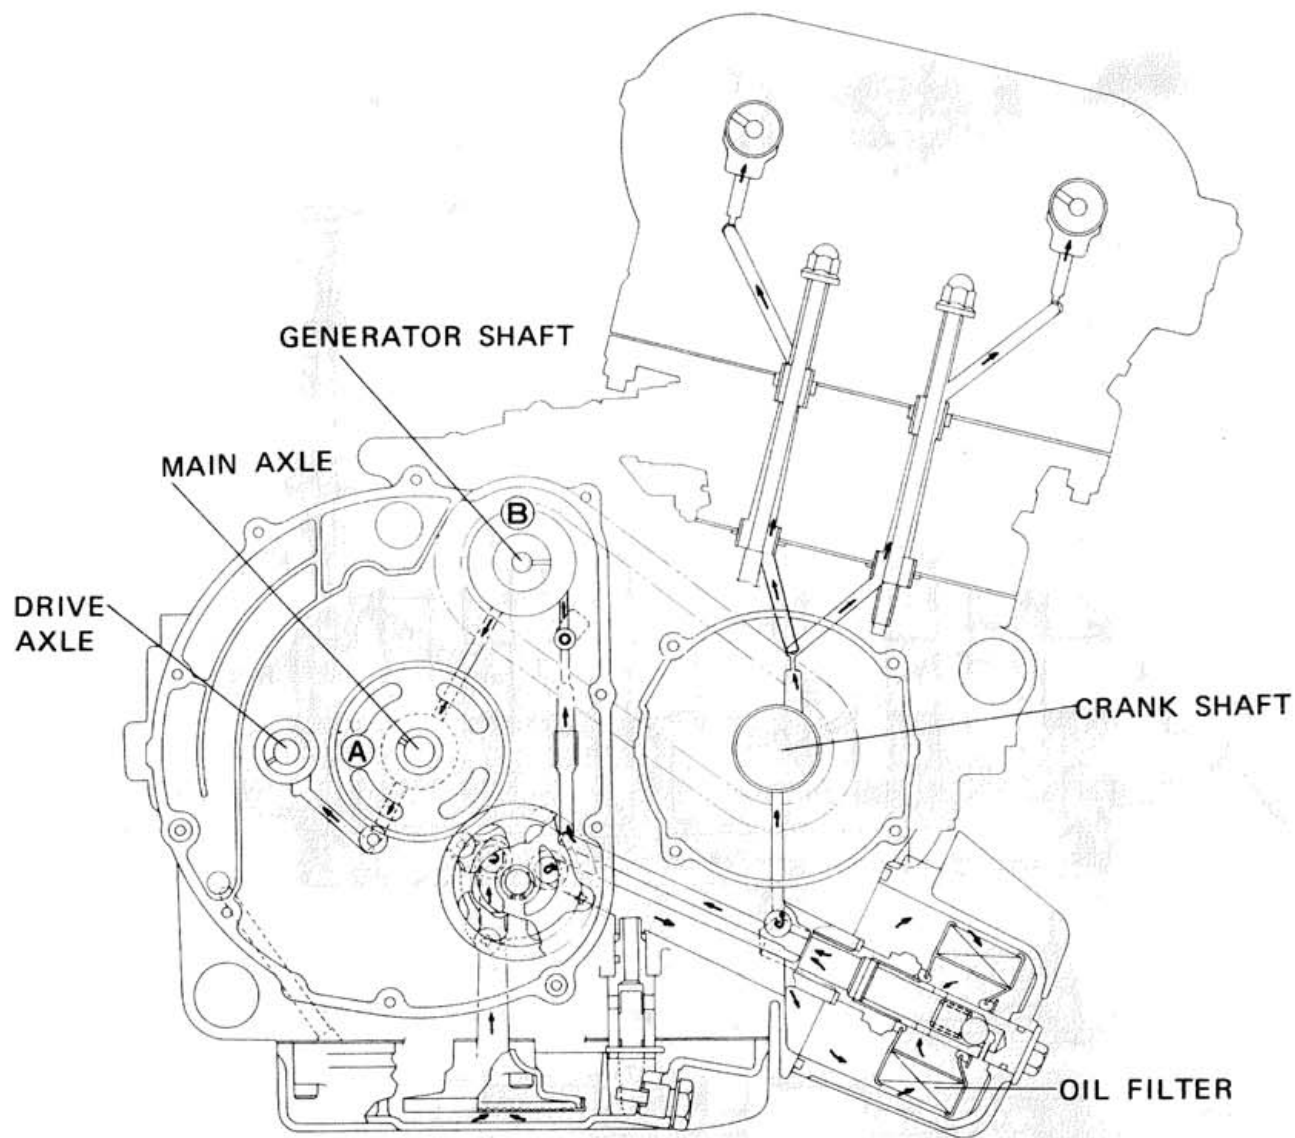 GENERATOR SHAFT
MAIN AXLE
B
DRIVE
AXLE
A
CRANK SHAFT
OIL FILTER